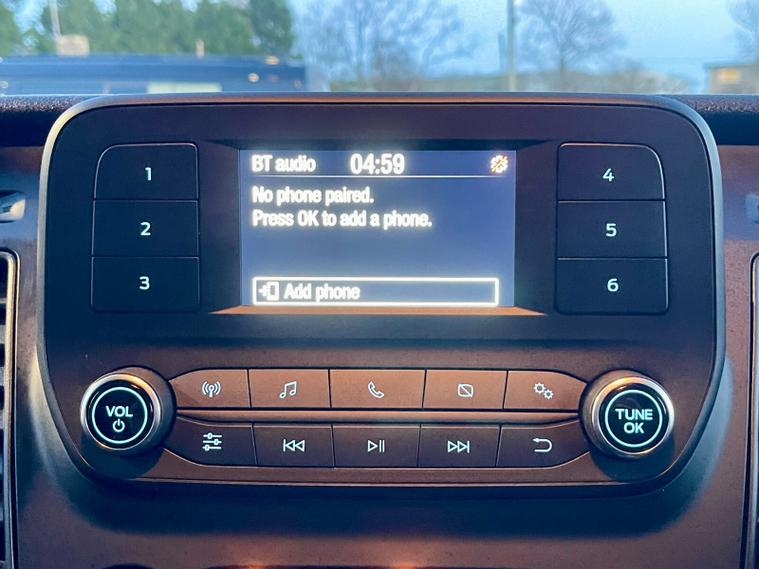 BT audio 04:59
No phone paired.
Press OK to add a phone.
Add phone
1
2
3
4
5
6
VOL
TUNE
OK